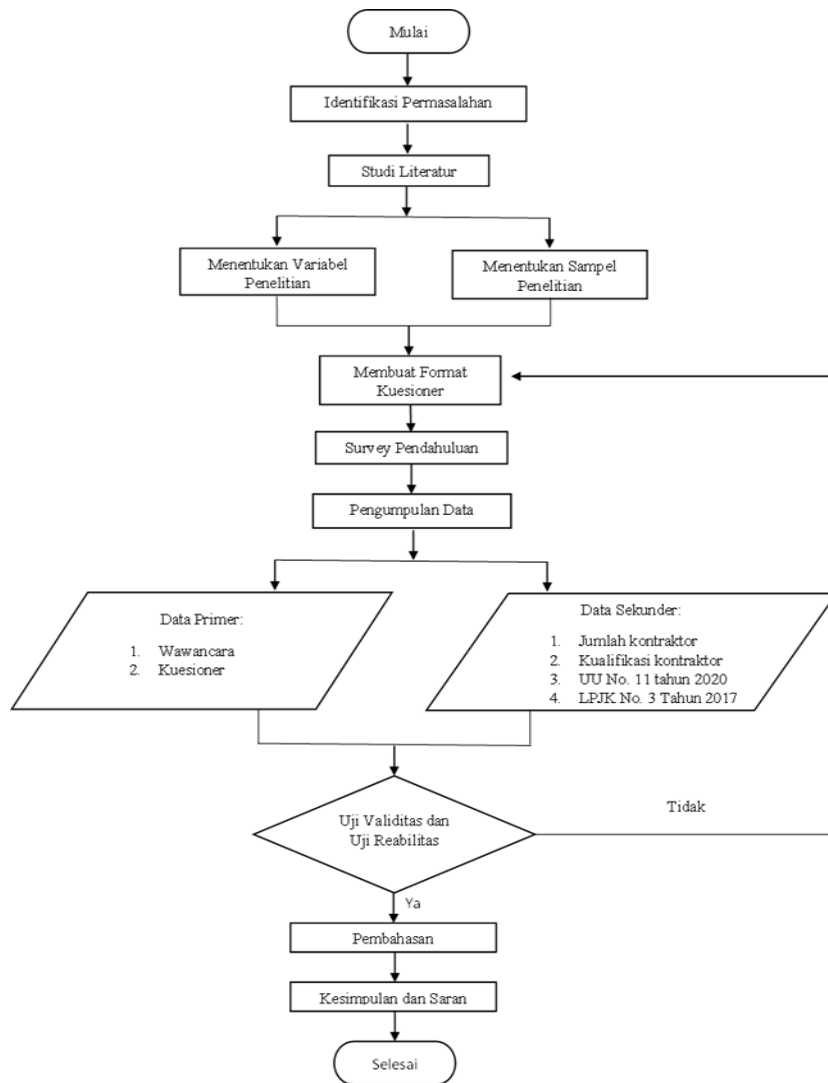 Mulai
Identifikasi Permasalahan
Studi Literatur
Menentukan Variabel
Penelitian
Menentukan Sampel
Penelitian
Membuat Format
Kuesioner
Survey Pendahuluan
Pengumpulan Data
Data Primer:
1. Wawancara
2. Kuesioner
Data Sekunder:
1. Jumlah kontraktor
2. Kualifikasi kontraktor
3. UU No. 11 tahun 2020
4. LPJK No. 3 Tahun 2017
Uji Validitas dan
Uji Reabilitas
Tidak
Ya
Pembahasan
Kesimpulan dan Saran
Selesai